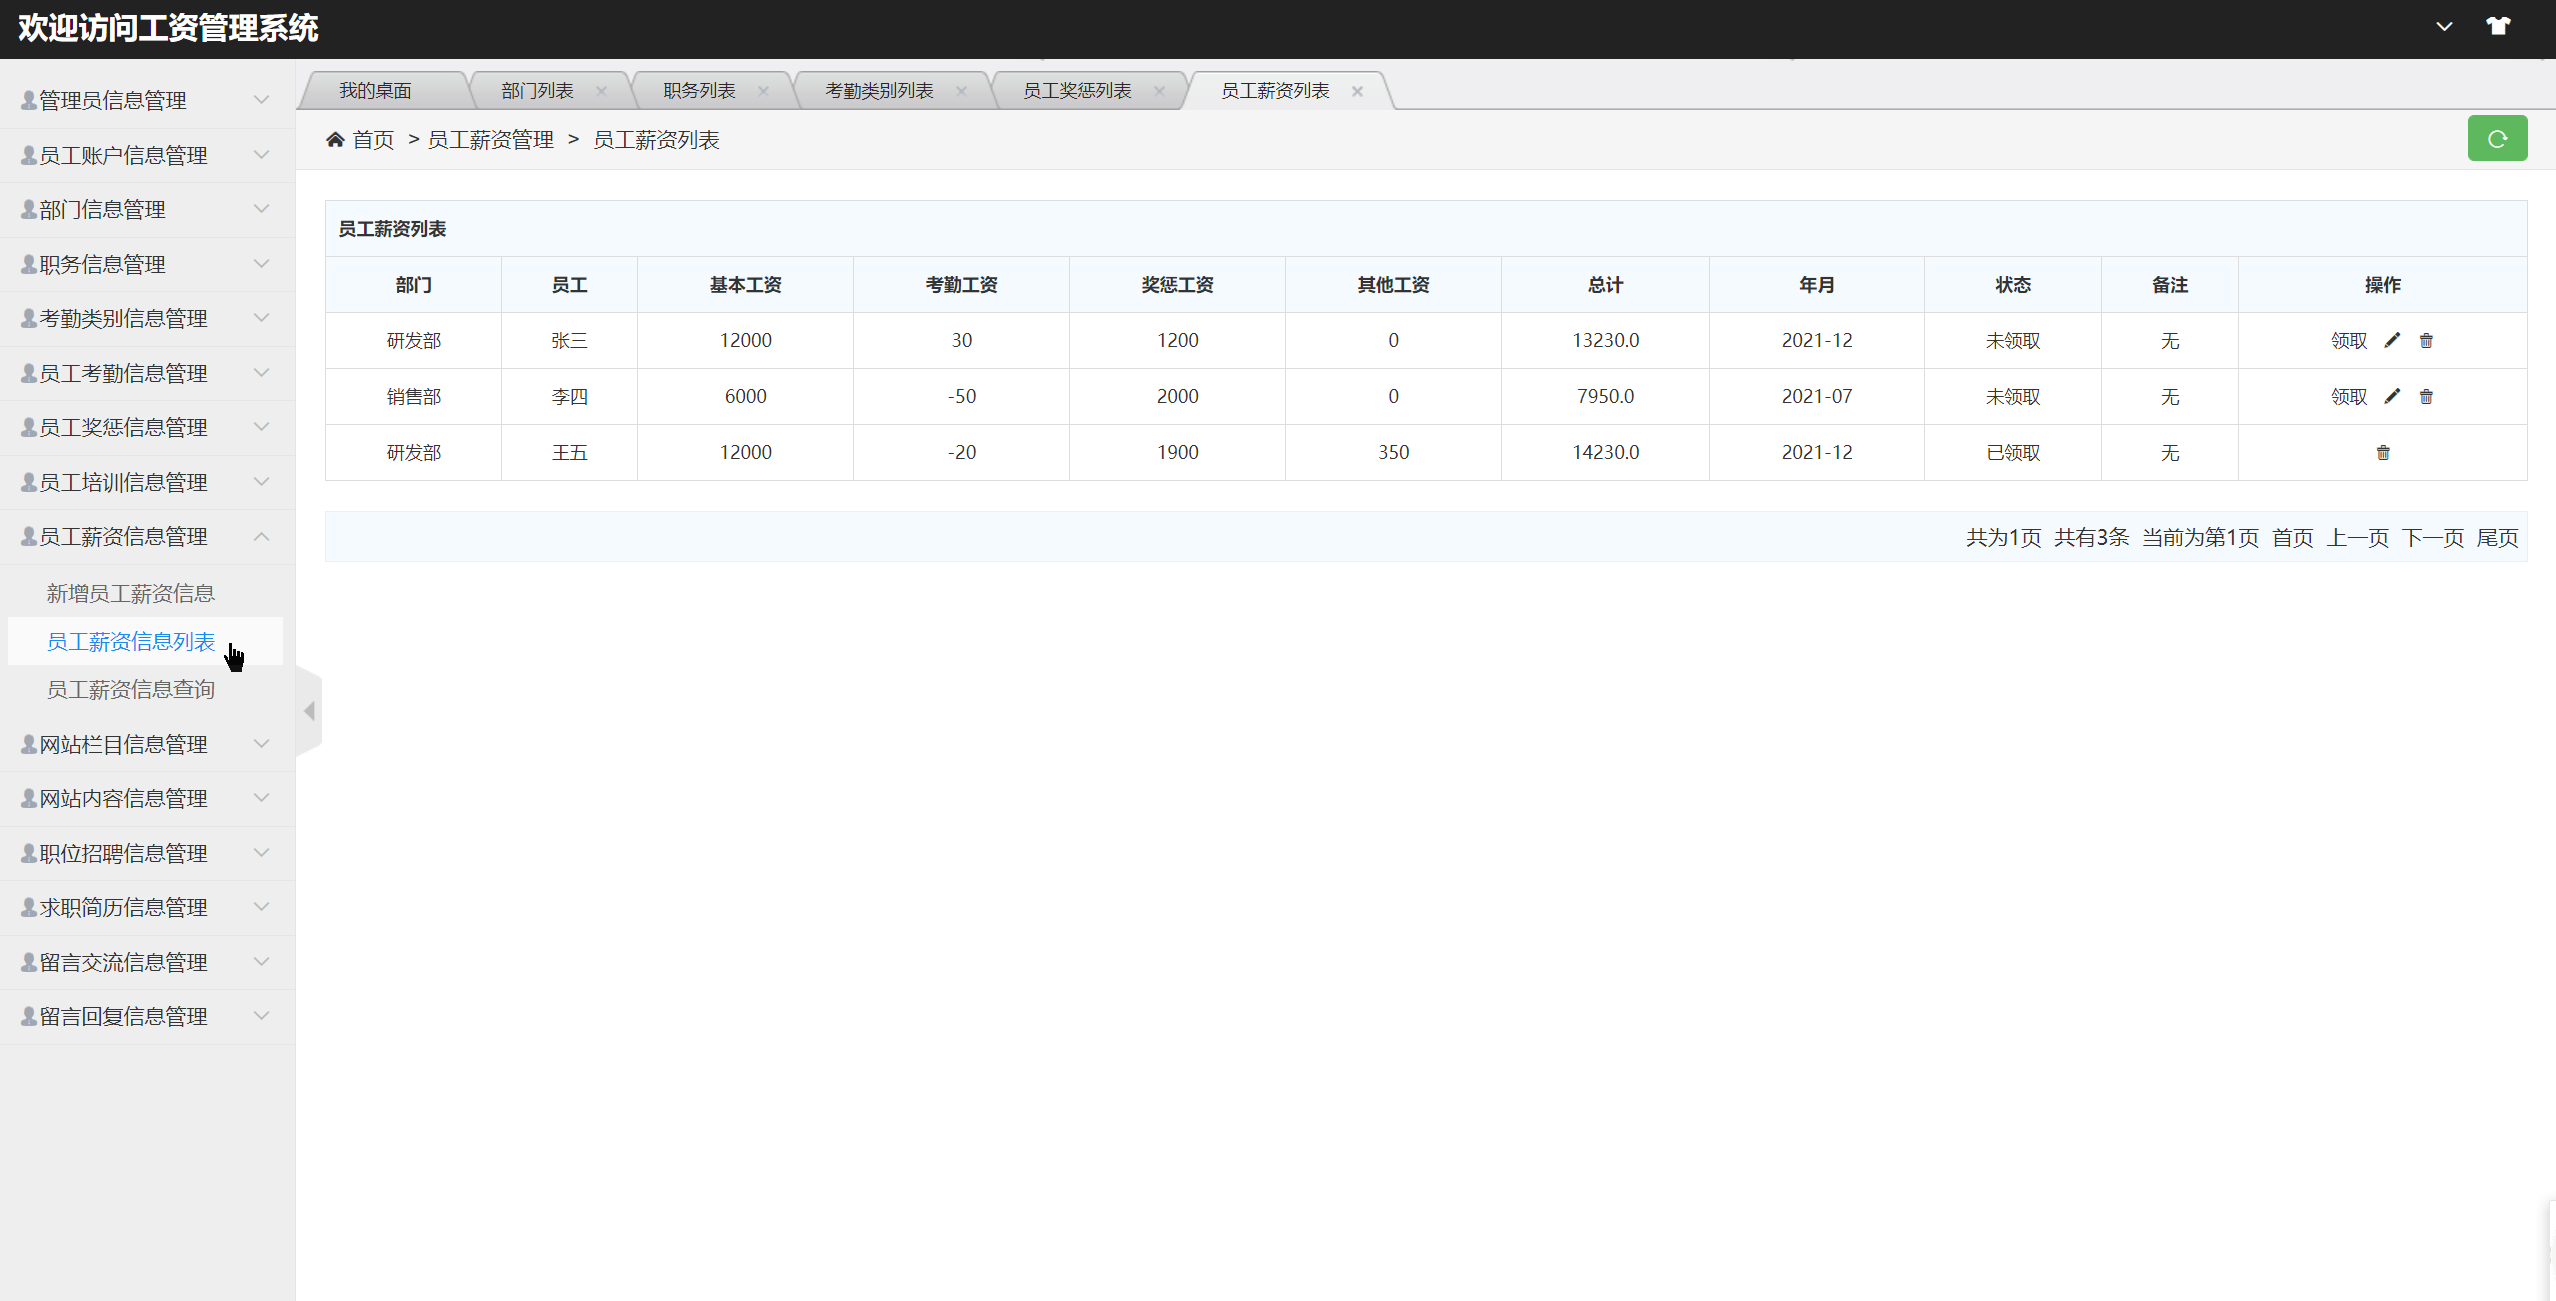 欢迎访问工资管理系统
管理员信息管理
员工账户信息管理
部门信息管理
职务信息管理
考勤类别信息管理
员工考勤信息管理
员工奖惩信息管理
员工培训信息管理
员工薪资信息管理
新增员工薪资信息
员工薪资信息列表
员工薪资信息查询
网站栏目信息管理
网站内容信息管理
职位招聘信息管理
求职简历信息管理
留言交流信息管理
留言回复信息管理
我的桌面 部门列表 职务列表 考勤类别列表 员工奖惩列表 员工薪资列表
首页 > 员工薪资管理 > 员工薪资列表
员工薪资列表
部门 员工 基本工资 考勤工资 奖惩工资 其他工资 总计 年月 状态 备注 操作
研发部 张三 12000 30 1200 0 13230.0 2021-12 未领取 无 领取
销售部 李四 6000 -50 2000 0 7950.0 2021-07 未领取 无 领取
研发部 王五 12000 -20 1900 350 14230.0 2021-12 已领取 无
共为1页 共有3条 当前为第1页 首页 上一页 下一页 尾页